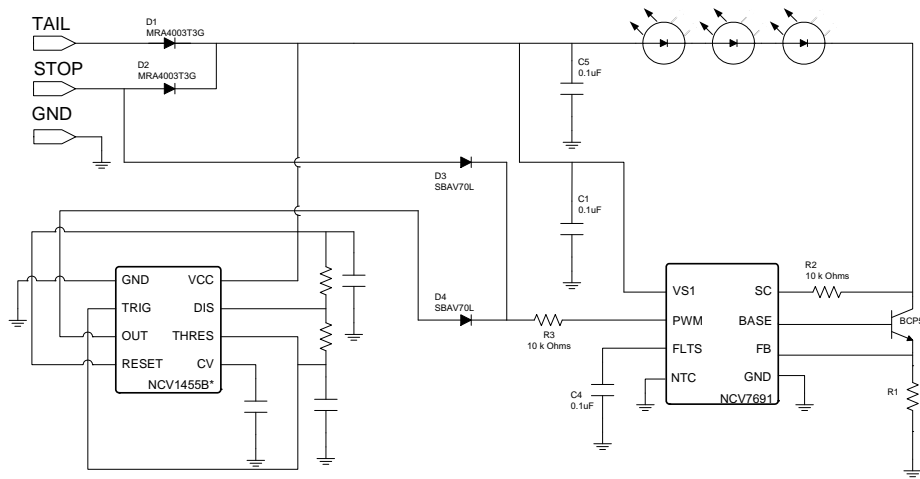 TAIL
D1
MRA4003T3G
STOP
D2
MRA4003T3G
GND
C5
0.1uF
D3
SBAV70L
C1
0.1uF
GND VCC
TRIG DIS
OUT THRES
RESET CV
NCV1455B*
D4
SBAV70L
R3
10 k Ohms
VS1 SC
PWM BASE
FLTS FB
NTC GND
NCV7691
R2
10 k Ohms
C4
0.1uF
R1